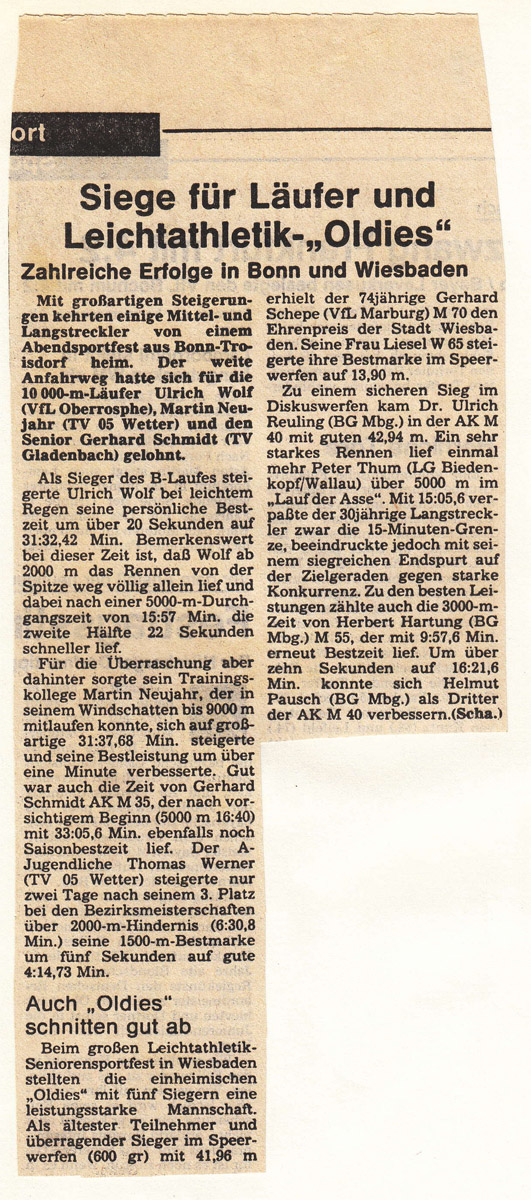 ort
Siege für Läufer und
Leichtathletik-„Oldies“
Zahlreiche Erfolge in Bonn und Wiesbaden
Mit großartigen Steigerun-
gen kehrten einige Mittel- und
Langstreckler von einem
Abendsportfest aus Bonn-Tro-
isdorf heim. Der weite
Anfahrweg hatte sich für die
10 000-m-Läufer Ulrich Wolf
(VfL Oberrosphe), Martin Neu-
jahr (TV 05 Wetter) und den
Senior Gerhard Schmidt (TV
Gladenbach) gelohnt.
Als Sieger des B-Laufes stei-
gerte Ulrich Wolf bei leichtem
Regen seine persönliche Best-
zeit um über 20 Sekunden auf
31:32,42 Min. Bemerkenswert
bei dieser Zeit ist, daß Wolf ab
2000 m das Rennen von der
Spitze weg völlig allein lief und
dabei nach einer 5000-m-Durch-
gangszeit von 15:57 Min. die
zweite Hälfte 22 Sekunden
schneller lief.
Für die Überraschung aber
dahinter sorgte sein Trainings-
kollege Martin Neujahr, der in
seinem Windschatten bis 9000 m
mitlaufen konnte, sich auf groß-
artige 31:37,68 Min. steigerte
und seine Bestleistung um über
eine Minute verbesserte. Gut
war auch die Zeit von Gerhard
Schmidt AK M 35, der nach vor-
sichtigem Beginn (5000 m 16:40)
mit 33:05,6 Min. ebenfalls noch
Saisonbestzeit lief. Der A-
Jugendliche Thomas Werner
(TV 05 Wetter) steigerte nur
zwei Tage nach seinem 3. Platz
bei den Bezirksmeisterschaften
über 2000-m-Hindernis (6:30,8
Min.) seine 1500-m-Bestmarke
um fünf Sekunden auf gute
4:14,73 Min.
Auch „Oldies“
schnitten gut ab
Beim großen Leichtathletik-
Seniorensportfest in Wiesbaden
stellten die einheimischen
„Oldies“ mit fünf Siegern eine
leistungsstarke Mannschaft.
Als ältester Teilnehmer und
überragender Sieger im Speer-
werfen (600 gr) mit 41,96 m
erhielt der 74jährige Gerhard
Schepe (VfL Marburg) M 70 den
Ehrenpreis der Stadt Wiesba-
den. Seine Frau Liesel W 65 stei-
gerte ihre Bestmarke im Speer-
werfen auf 13,90 m.
Zu einem sicheren Sieg im
Diskuswerfen kam Dr. Ulrich
Reuling (BG Mbg.) in der AK M
40 mit guten 42,94 m. Ein sehr
starkes Rennen lief einmal
mehr Peter Thum (LG Bieden-
kopf/Wallau) über 5000 m im
„Lauf der Asse“. Mit 15:05,6 ver-
paßte der 30jährige Langstreck-
ler zwar die 15-Minuten-Gren-
ze, beeindruckte jedoch mit sei-
nem siegreichen Endspurt auf
der Zielgeraden gegen starke
Konkurrenz. Zu den besten Lei-
stungen zählte auch die 3000-m-
Zeit von Herbert Hartung (BG
Mbg.) M 55, der mit 9:57,6 Min.
erneut Bestzeit lief. Um über
zehn Sekunden auf 16:21,6
Min. konnte sich Helmut
Pausch (BG Mbg.) als Dritter
der AK M 40 verbessern.(Scha.)